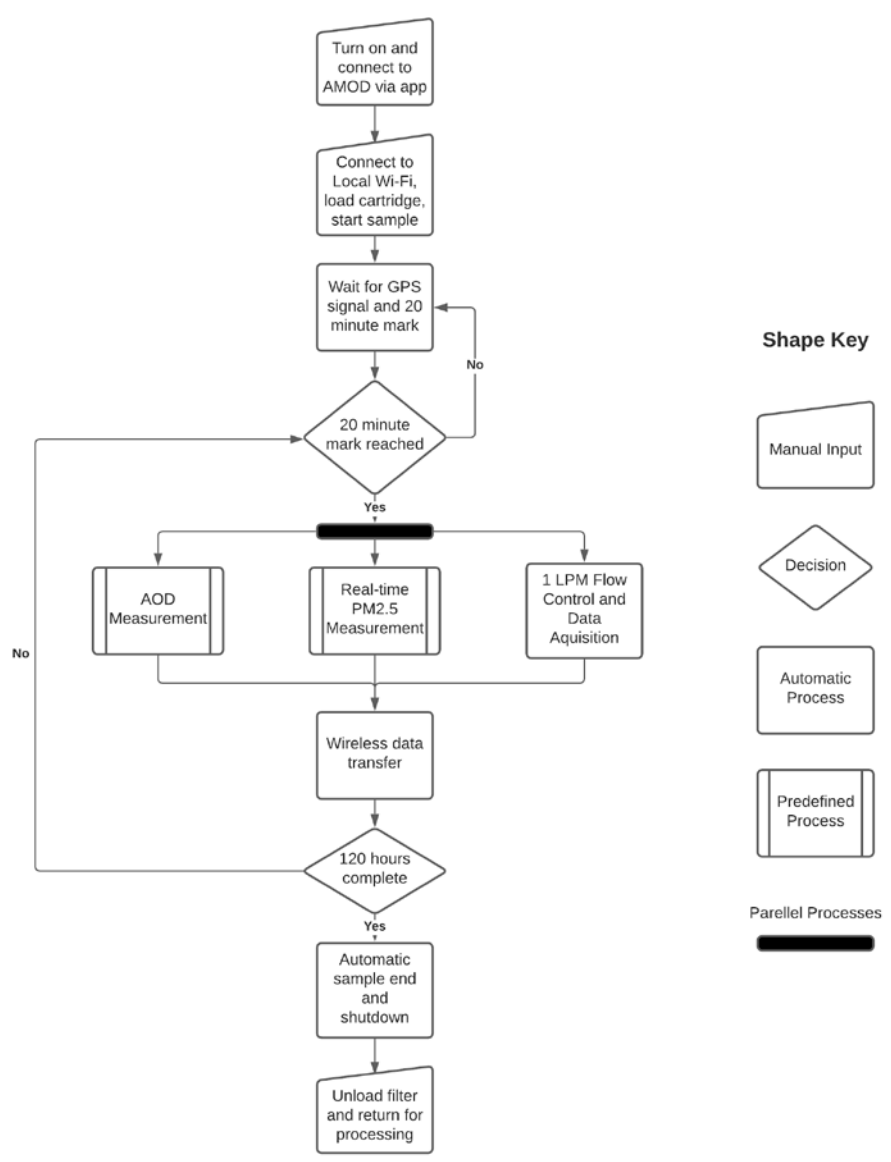 Turn on and
connect to
AMOD via app
Connect to
Local Wi-Fi,
load cartridge,
start sample
Wait for GPS
signal and 20
minute mark
No
20 minute
mark reached
Yes
AOD
Measurement
Real-time
PM2.5
Measurement
1 LPM Flow
Control and
Data
Aquisition
No
Wireless data
transfer
120 hours
complete
Yes
Automatic
sample end
and
shutdown
Unload filter
and return for
processing
Shape Key
Manual Input
Decision
Automatic
Process
Predefined
Process
Parellel Processes